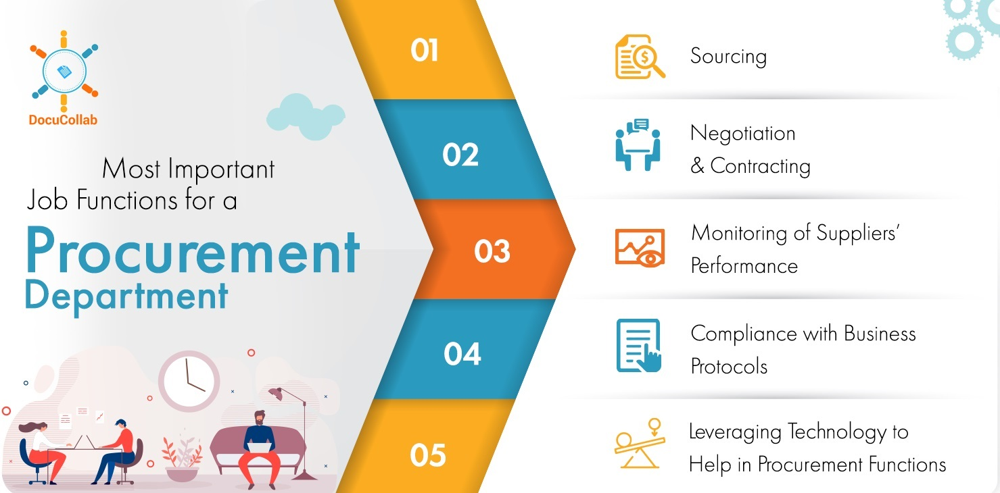 DocuCollab
Most Important
Job Functions for a
Procurement
Department
01
Sourcing
02
Negotiation
& Contracting
03
Monitoring of Suppliers’
Performance
04
Compliance with Business
Protocols
05
Leveraging Technology to
Help in Procurement Functions